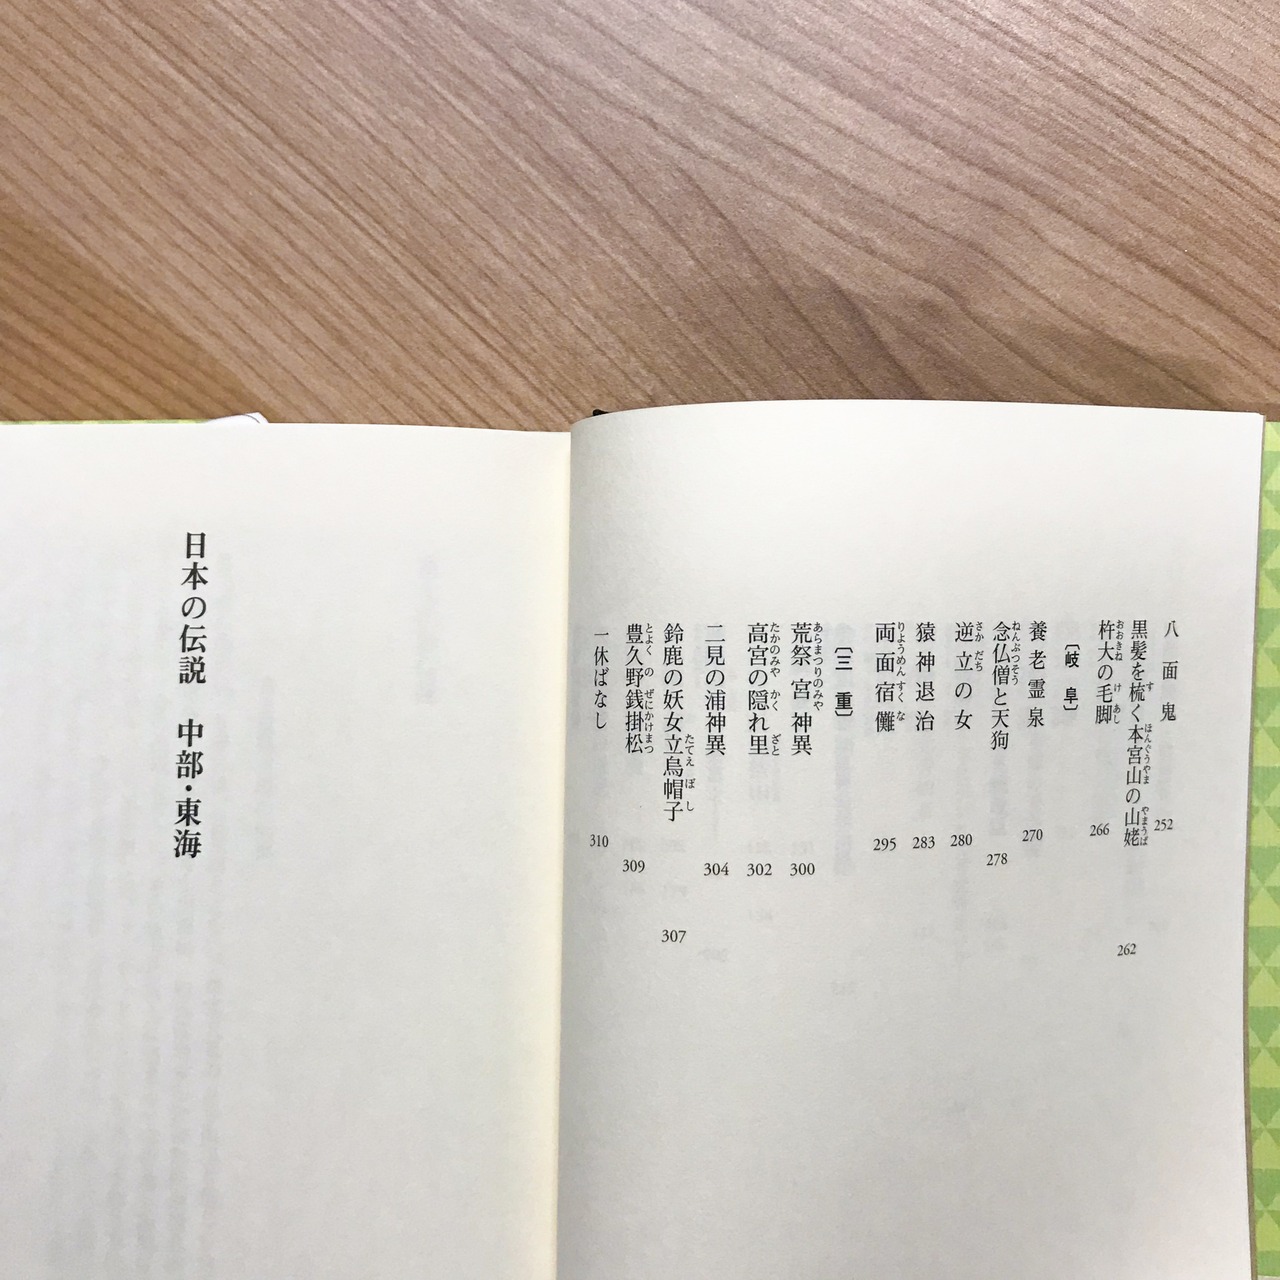 八面鬼 252
黒髪を梳く本宮山の山姥 262
杵大の毛脚 266
〔岐阜〕
養老霊泉 270
念仏僧と天狗 278
逆立の女 280
猿神退治 283
両面宿儺 295
〔三重〕
荒祭宮神異 300
高宮の隠れ里 302
二見の浦神異 304
鈴鹿の妖女立烏帽子 307
豊久野銭掛松 309
一休ばなし 310
日本の伝説 中部・東海